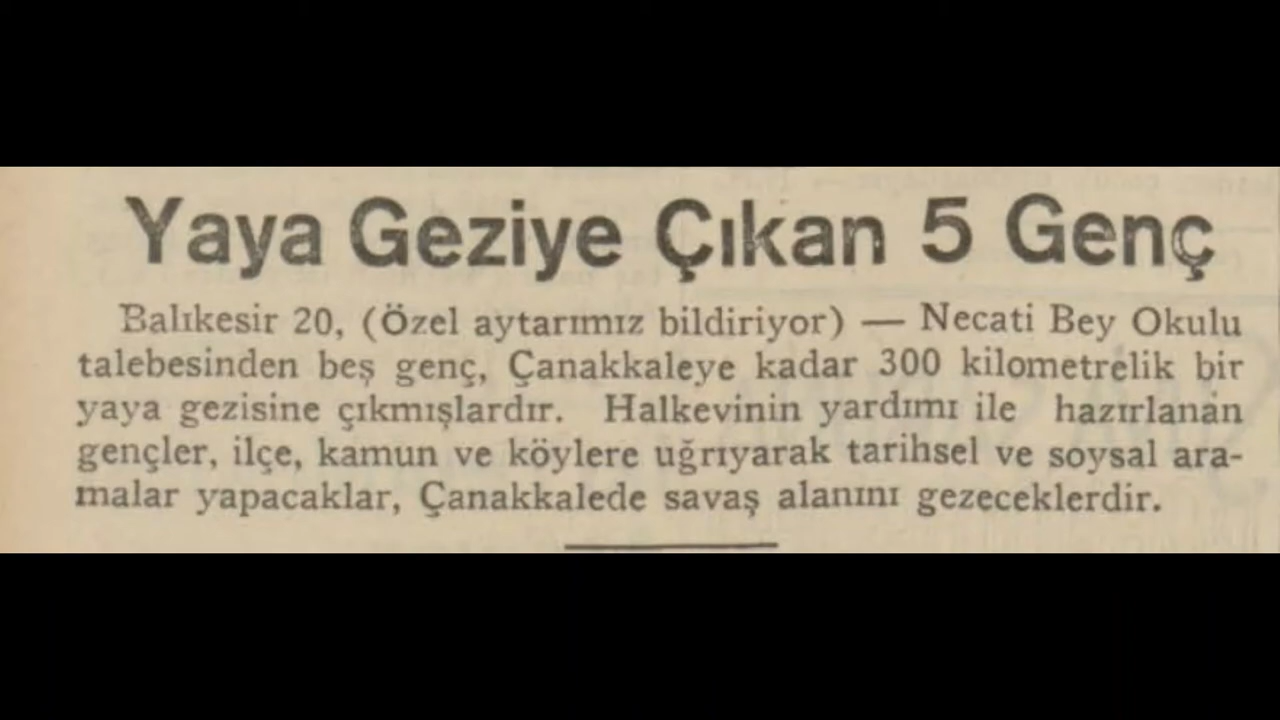 Yaya Geziye Çıkan 5 Genç
Balıkesir 20, (Özel aytarımız bildiriyor) — Necati Bey Okulu
talebesinden beş genç, Çanakkaleye kadar 300 kilometrelik bir
yaya gezisine çıkmışlardır. Halkevinin yardımı ile hazırlanan
gençler, ilçe, kamun ve köylere uğrıyarak tarihsel ve soysal ara-
malar yapacaklar, Çanakkalede savaş alanını gezeceklerdir.